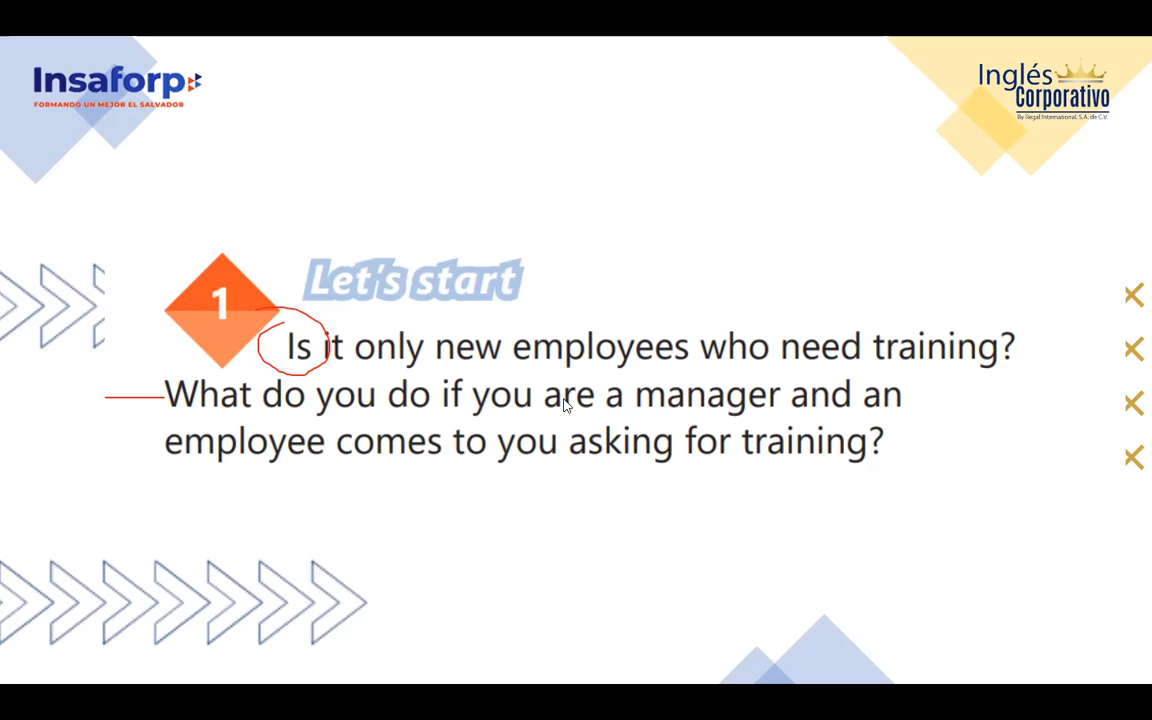 Insaforp
FORMANDO UN MEJOR EL SALVADOR
Inglés
Corporativo
By Regal International, S.A. de C.V.
1
Let's start
Is it only new employees who need training?
What do you do if you are a manager and an
employee comes to you asking for training?